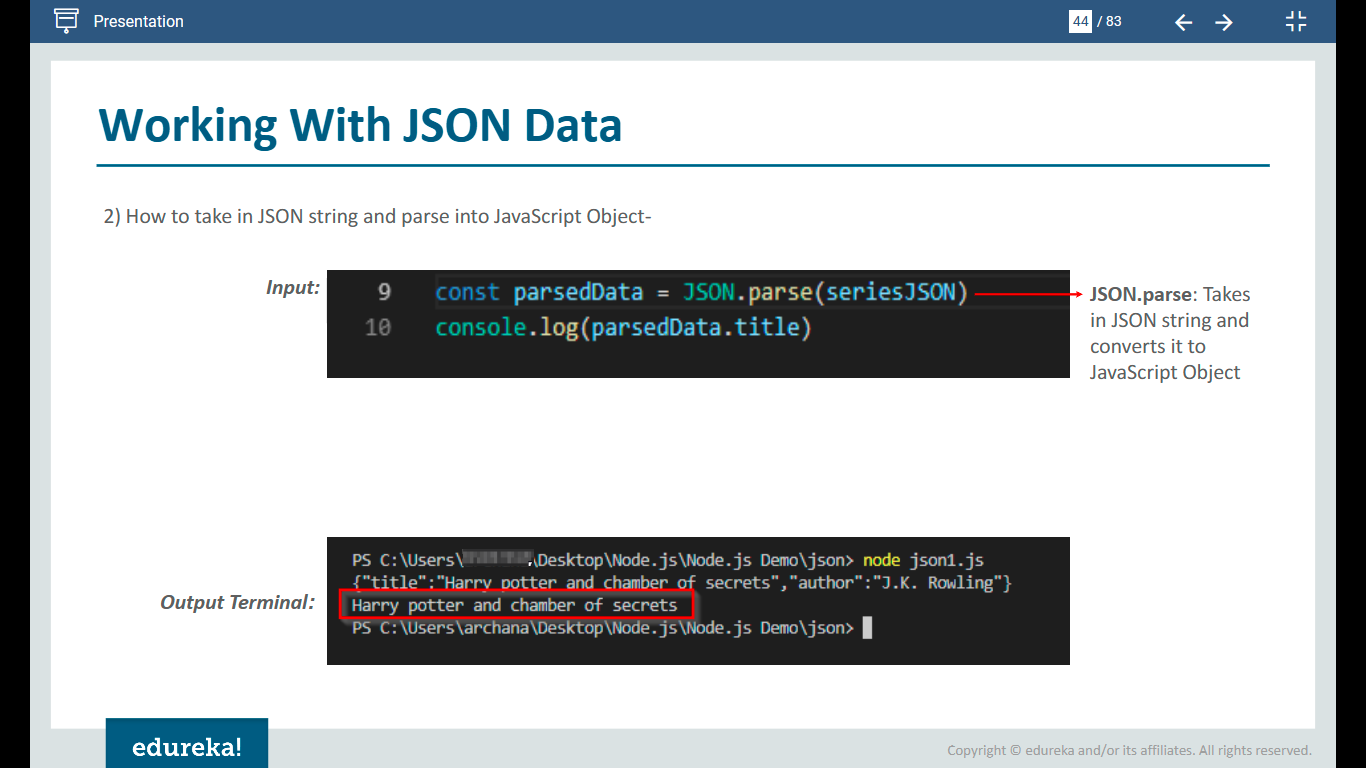 Presentation
44 / 83
Working With JSON Data
2) How to take in JSON string and parse into JavaScript Object-
Input:
9 const parsedData = JSON.parse(seriesJSON)
10 console.log(parsedData.title)
JSON.parse: Takes
in JSON string and
converts it to
JavaScript Object
Output Terminal:
PS C:\Users\ \Desktop\Node.js\Node.js Demo\json> node json1.js
{"title":"Harry potter and chamber of secrets","author":"J.K. Rowling"}
Harry potter and chamber of secrets
PS C:\Users\archana\Desktop\Node.js\Node.js Demo\json>
edureka!
Copyright © edureka and/or its affiliates. All rights reserved.